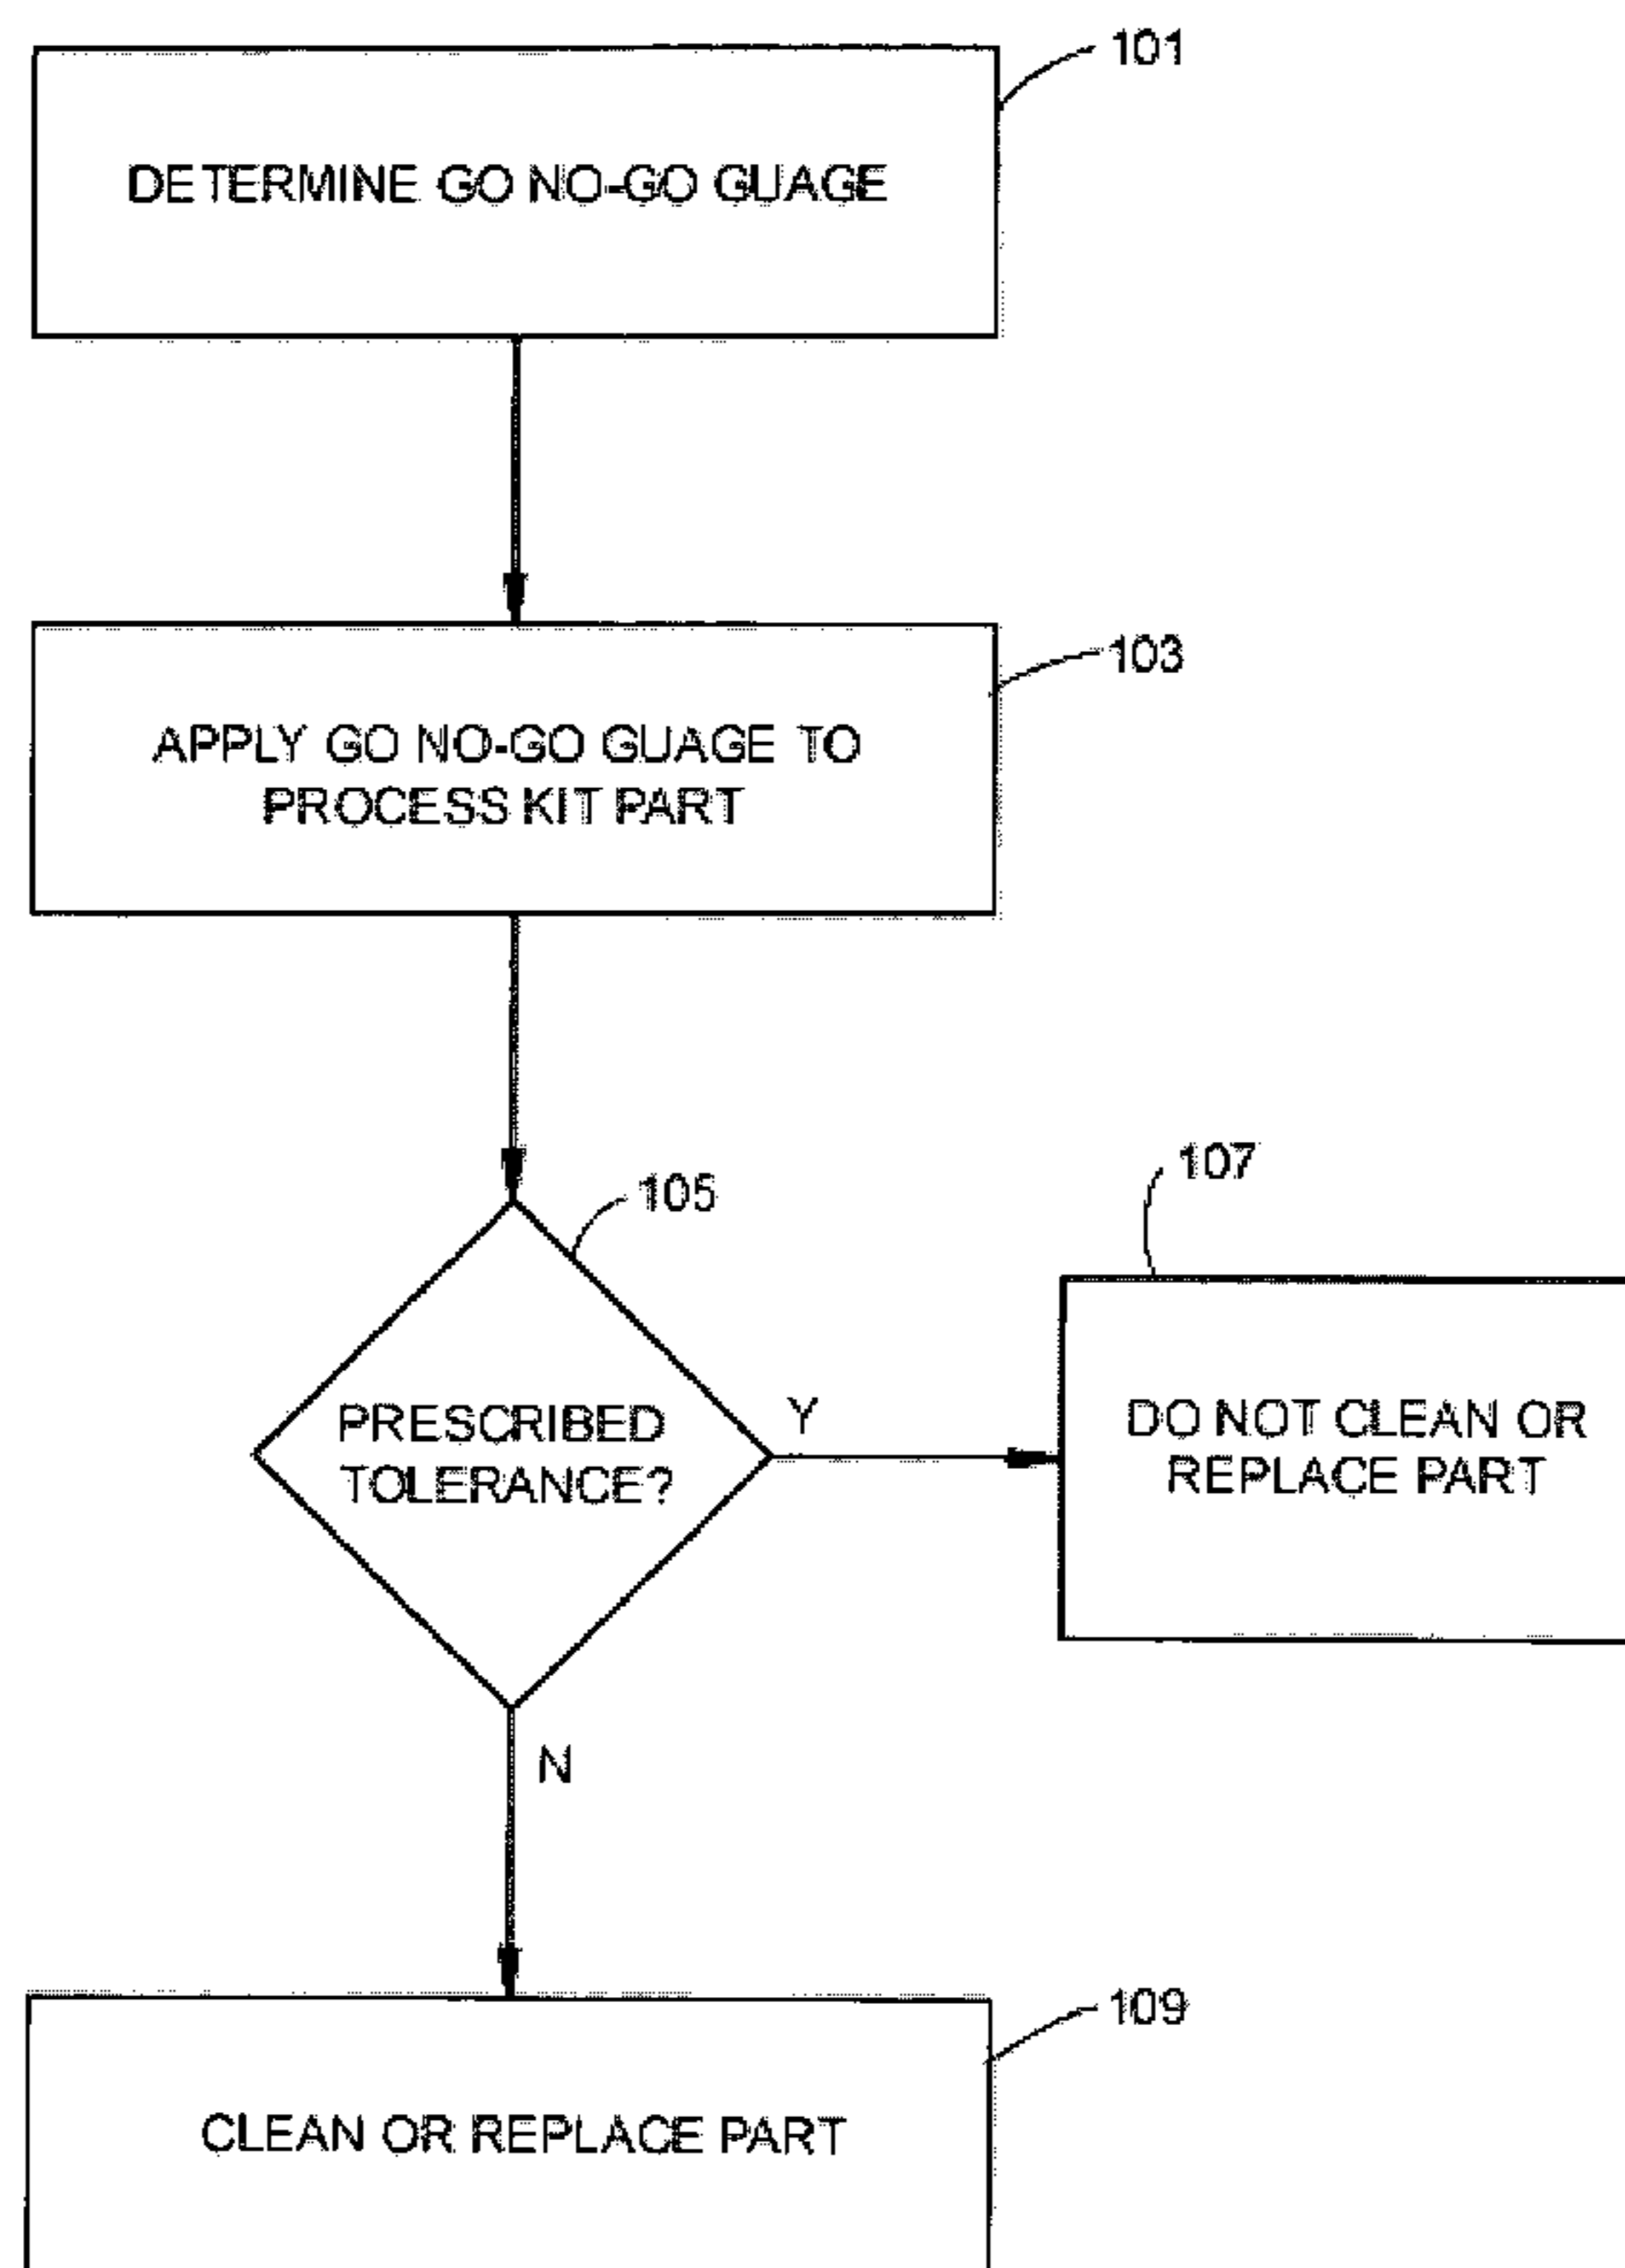 101
DETERMINE GO NO-GO GUAGE
103
APPLY GO NO-GO GUAGE TO
PROCESS KIT PART
105
107
PRESCRIBED
TOLERANCE?
Y
DO NOT CLEAN OR
REPLACE PART
N
109
CLEAN OR REPLACE PART